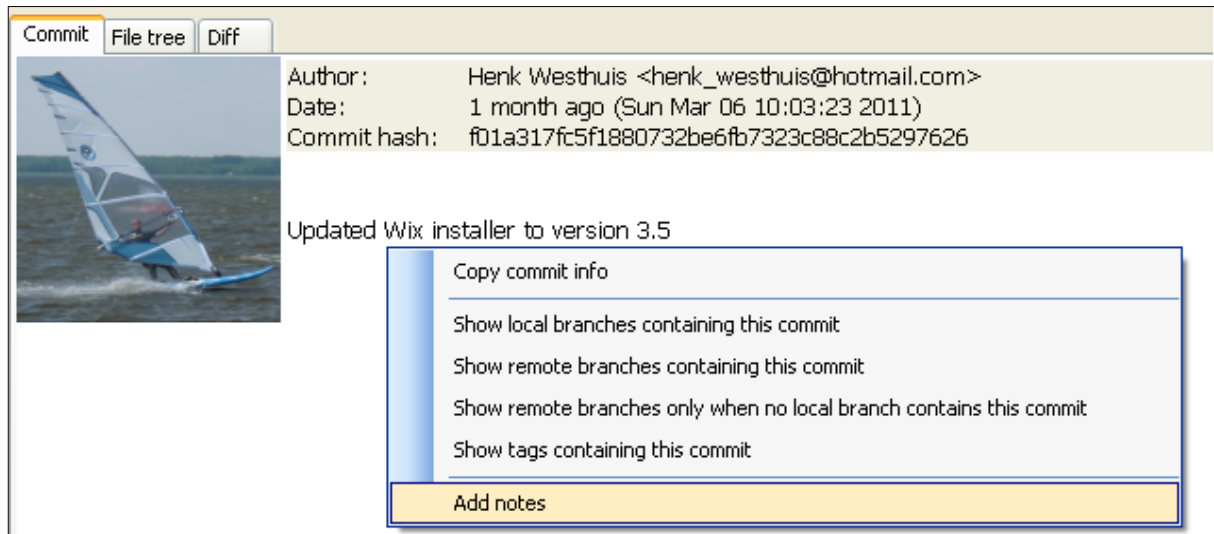 Commit File tree Diff
Author: Henk Westhuis <henk_westhuis@hotmail.com>
Date: 1 month ago (Sun Mar 06 10:03:23 2011)
Commit hash: f01a317fc5f1880732be6fb7323c88c2b5297626
Updated Wix installer to version 3.5
Copy commit info
Show local branches containing this commit
Show remote branches containing this commit
Show remote branches only when no local branch contains this commit
Show tags containing this commit
Add notes